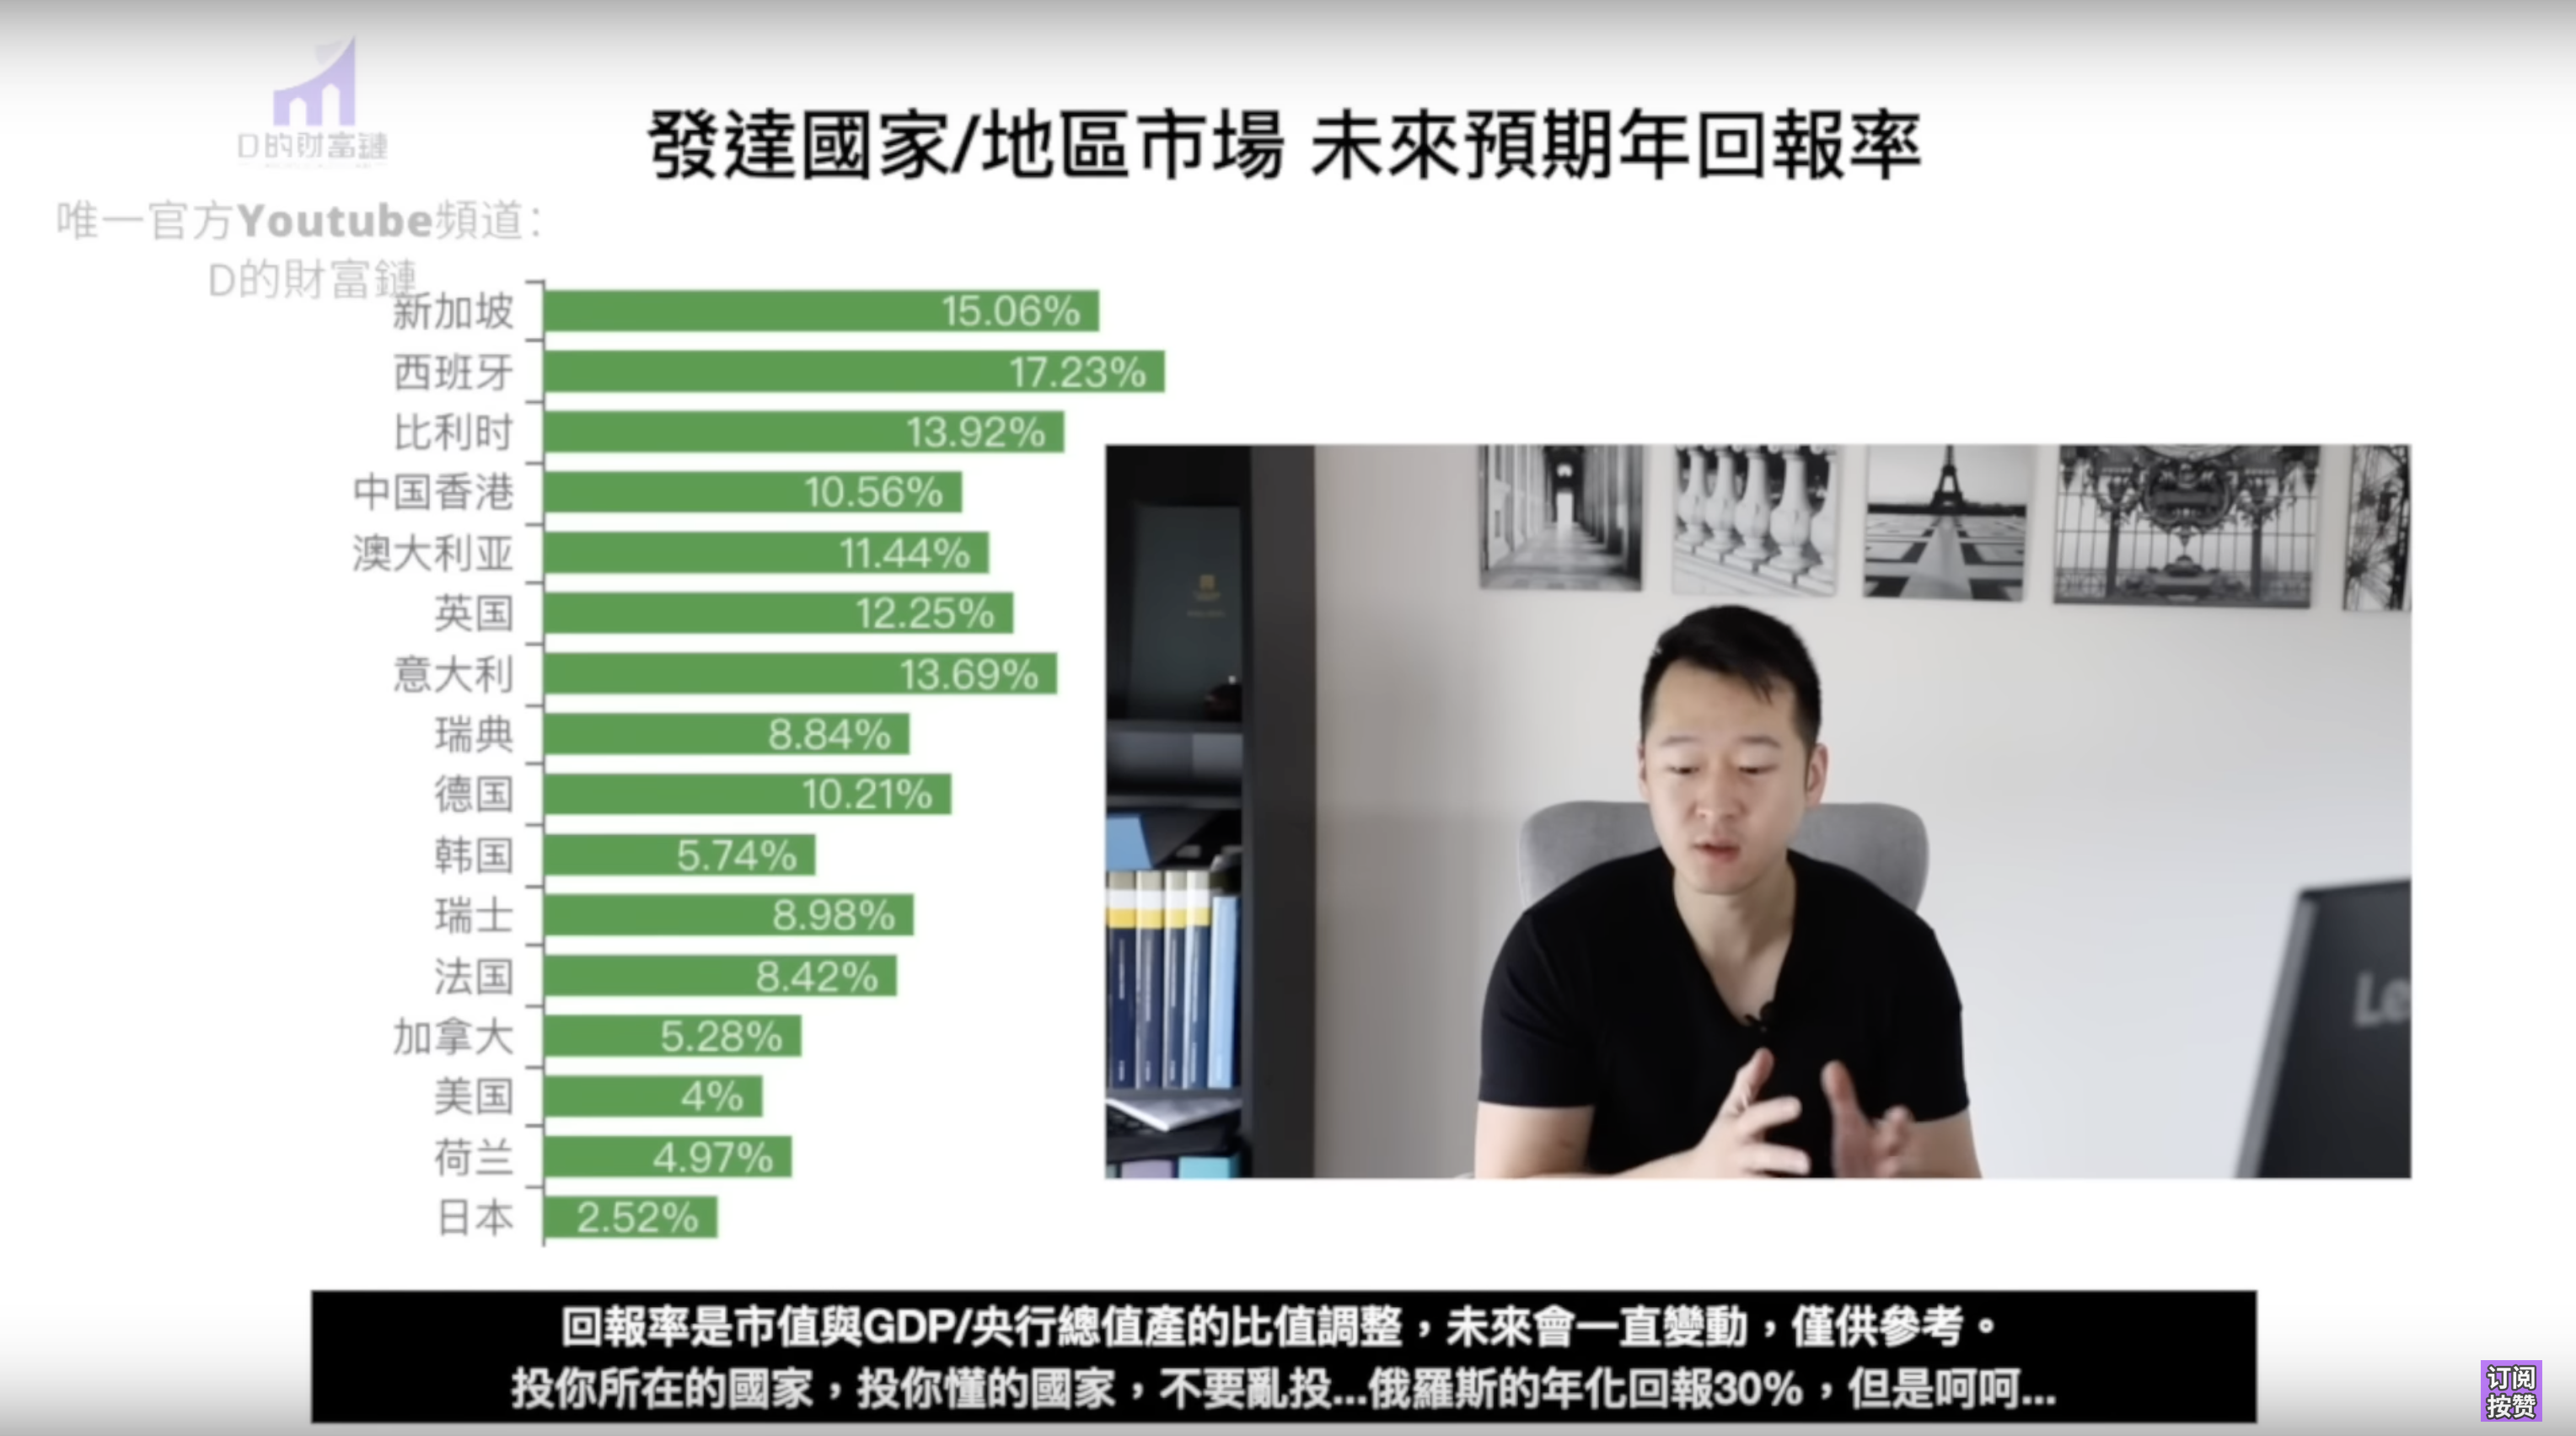 D的財富鏈
發達國家/地區市場 未來預期年回報率
唯一官方Youtube頻道：
D的財富鏈
新加坡 15.06%
西班牙 17.23%
比利时 13.92%
中国香港 10.56%
澳大利亚 11.44%
英国 12.25%
意大利 13.69%
瑞典 8.84%
德国 10.21%
韩国 5.74%
瑞士 8.98%
法国 8.42%
加拿大 5.28%
美国 4%
荷兰 4.97%
日本 2.52%
Le
回報率是市值與GDP/央行總值產的比值調整，未來會一直變動，僅供參考。
投你所在的國家，投你懂的國家，不要亂投...俄羅斯的年化回報30%，但是呵呵...
订阅
按赞